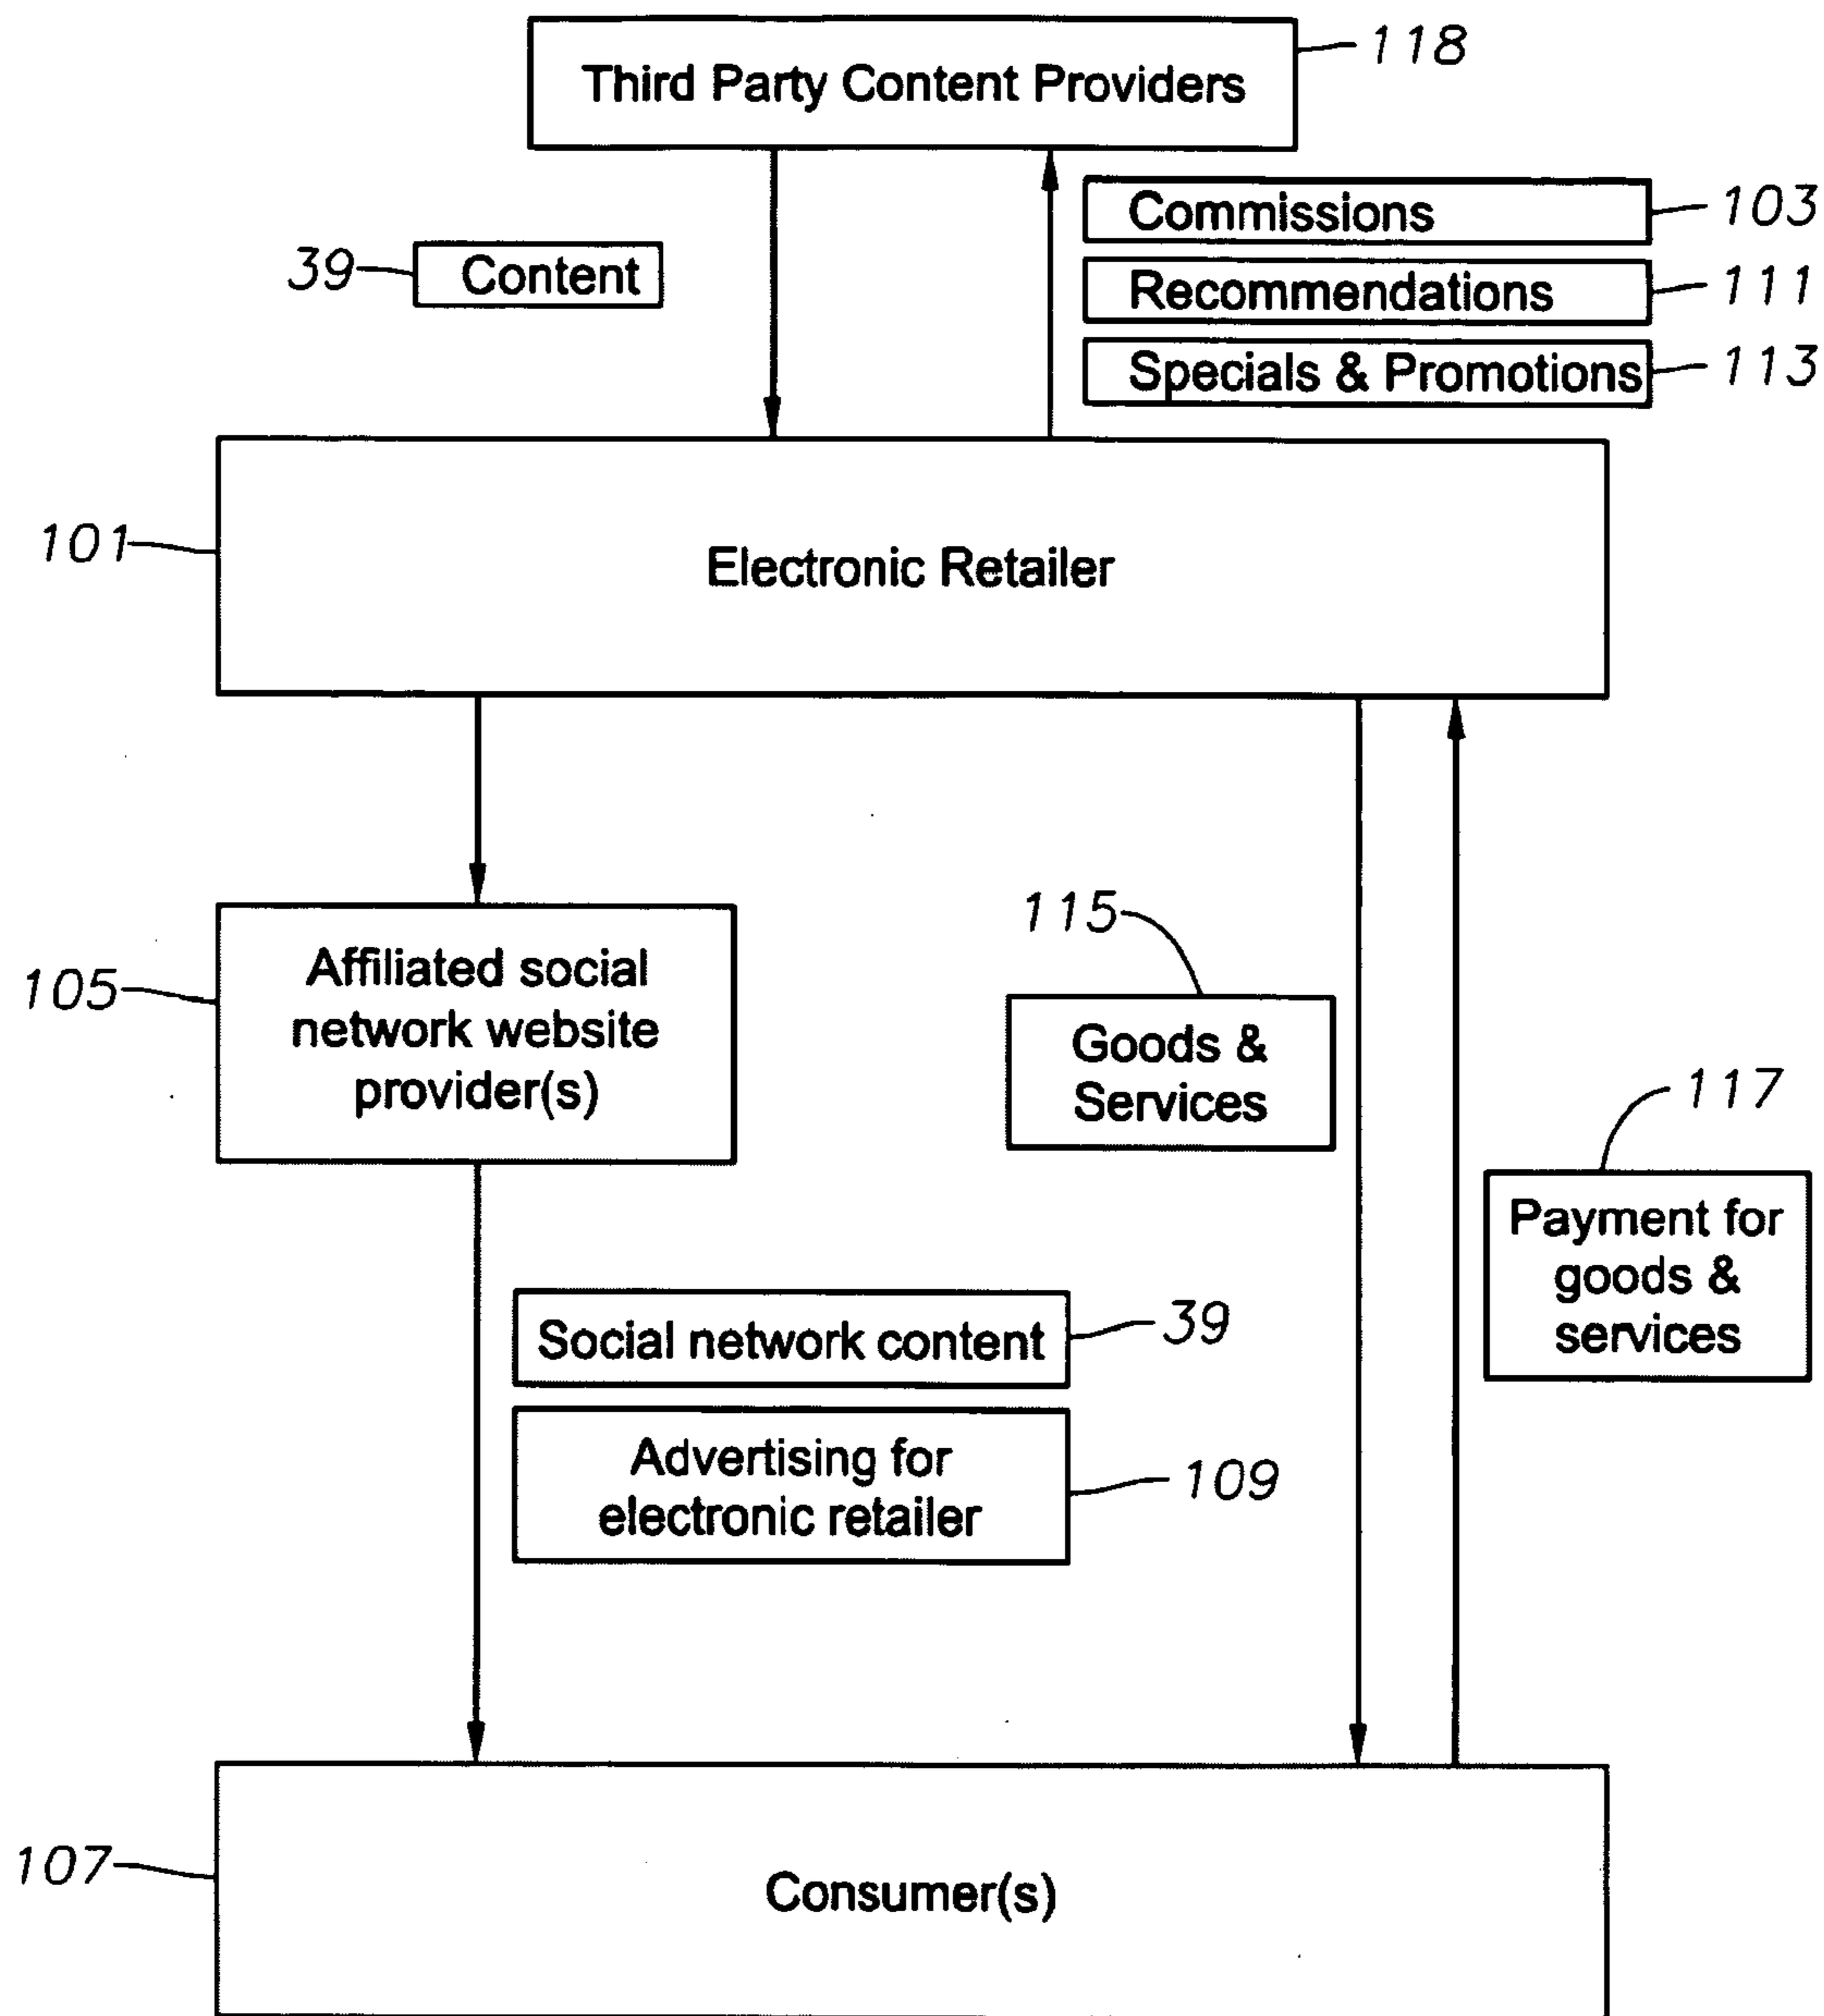 Third Party Content Providers
118
Commissions
103
39
Content
Recommendations
111
Specials & Promotions
113
101
Electronic Retailer
105
Affiliated social
network website
provider(s)
115
Goods &
Services
117
Payment for
goods &
services
Social network content
39
Advertising for
electronic retailer
109
107
Consumer(s)